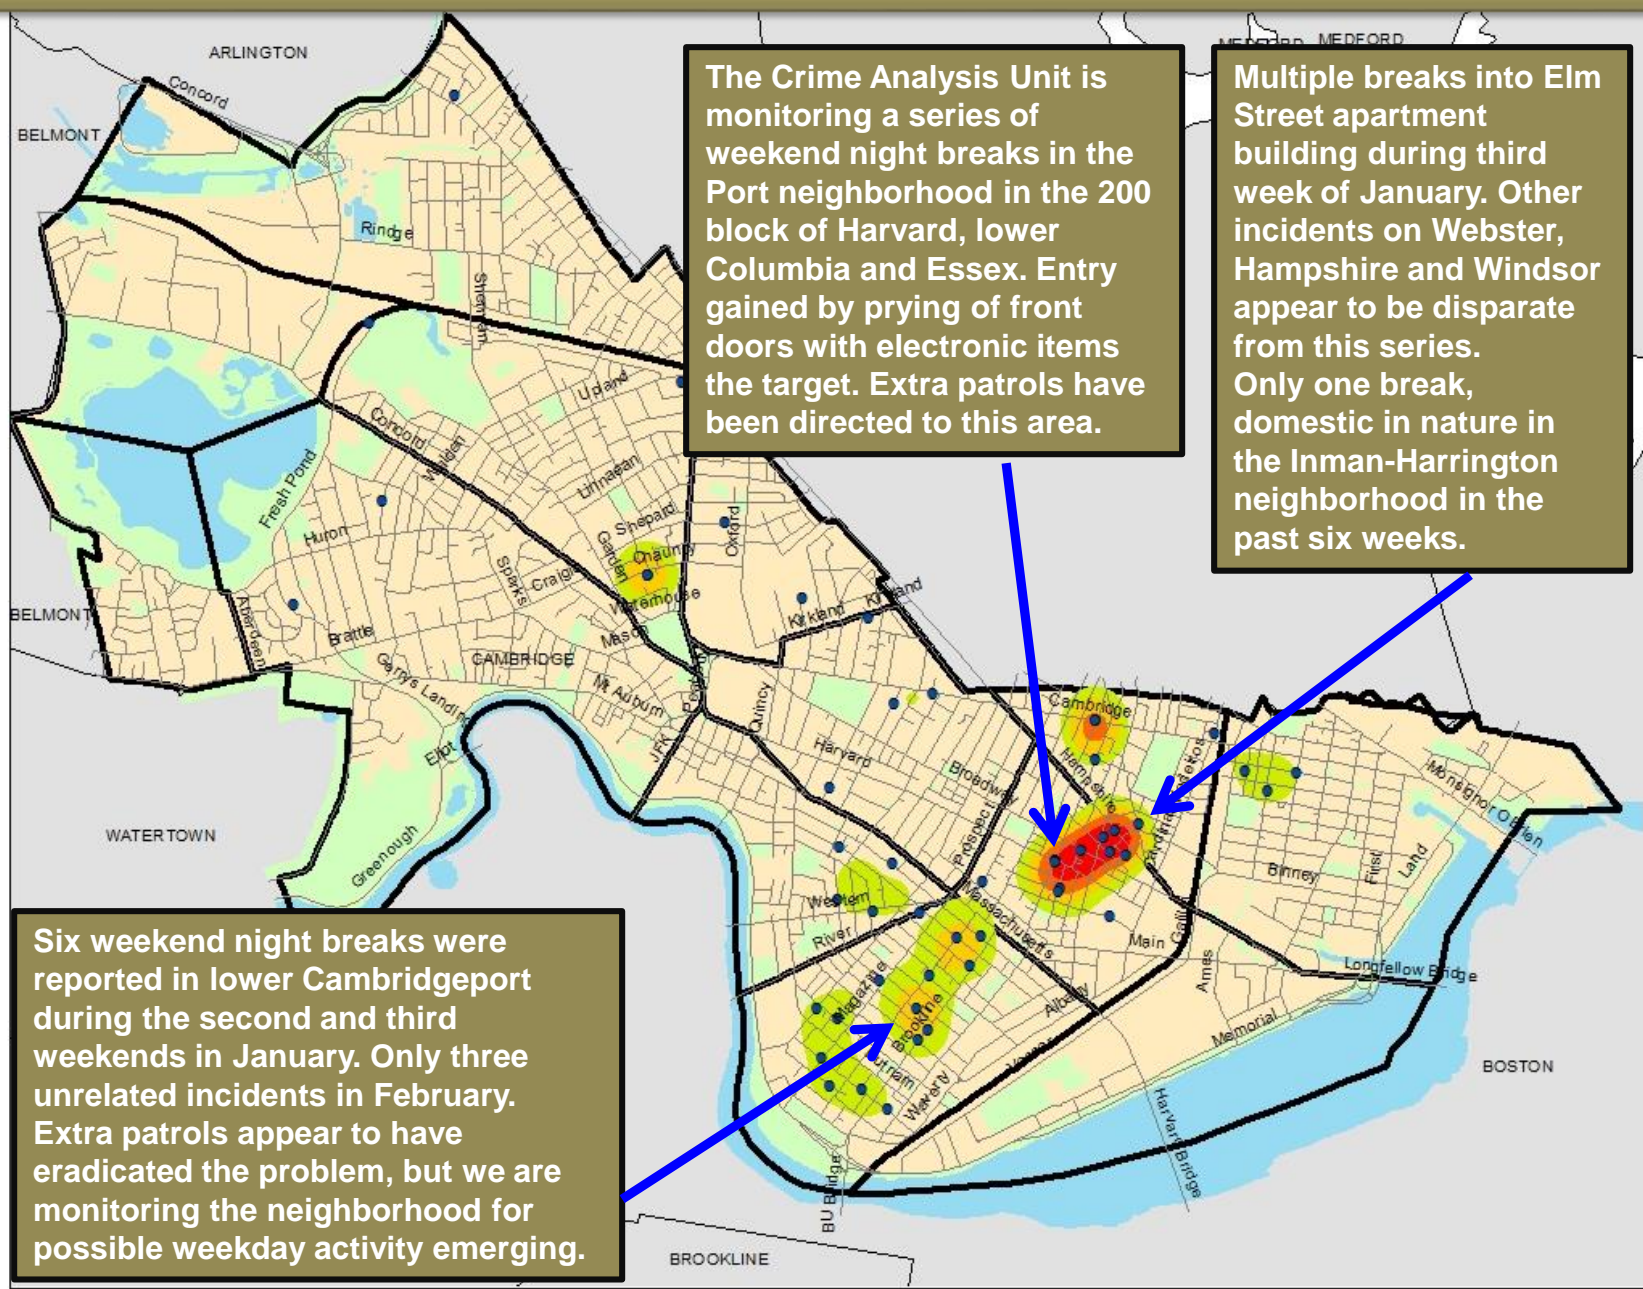 ARLINGTON
MEDFORD
MEDFORD
Concord
BELMONT
The Crime Analysis Unit is
monitoring a series of
weekend night breaks in the
Port neighborhood in the 200
block of Harvard, lower
Columbia and Essex. Entry
gained by prying of front
doors with electronic items
the target. Extra patrols have
been directed to this area.
Multiple breaks into Elm
Street apartment
building during third
week of January. Other
incidents on Webster,
Hampshire and Windsor
appear to be disparate
from this series.
Only one break,
domestic in nature in
the Inman-Harrington
neighborhood in the
past six weeks.
Rindge
Sherman
Upland
Concord
Walden
Linnaean
Fresh Pond
Huron
Shepard
Oxford
Garden
Chauncy
Sparks
Craigie
Waterhouse
Kirkland
Kirkland
BELMONT
Aberdeen
Brattle
Mason
CAMBRIDGE
Gerrys Landing
Mt Auburn
Quincy
Eliot
JFK
Harvard
Cambridge
Hampshire
Broadway
Prospect
Monsignor O'Brien
WATERTOWN
Greenough
Binney
First
Land
Western
Massachusetts
River
Main
Galil
Ames
Longfellow Bridge
Magazine
Brookline
Albany
Memorial
Putnam
Waverly
Vassar
BOSTON
Harvard Bridge
BU Bridge
BROOKLINE
Six weekend night breaks were
reported in lower Cambridgeport
during the second and third
weekends in January. Only three
unrelated incidents in February.
Extra patrols appear to have
eradicated the problem, but we are
monitoring the neighborhood for
possible weekday activity emerging.